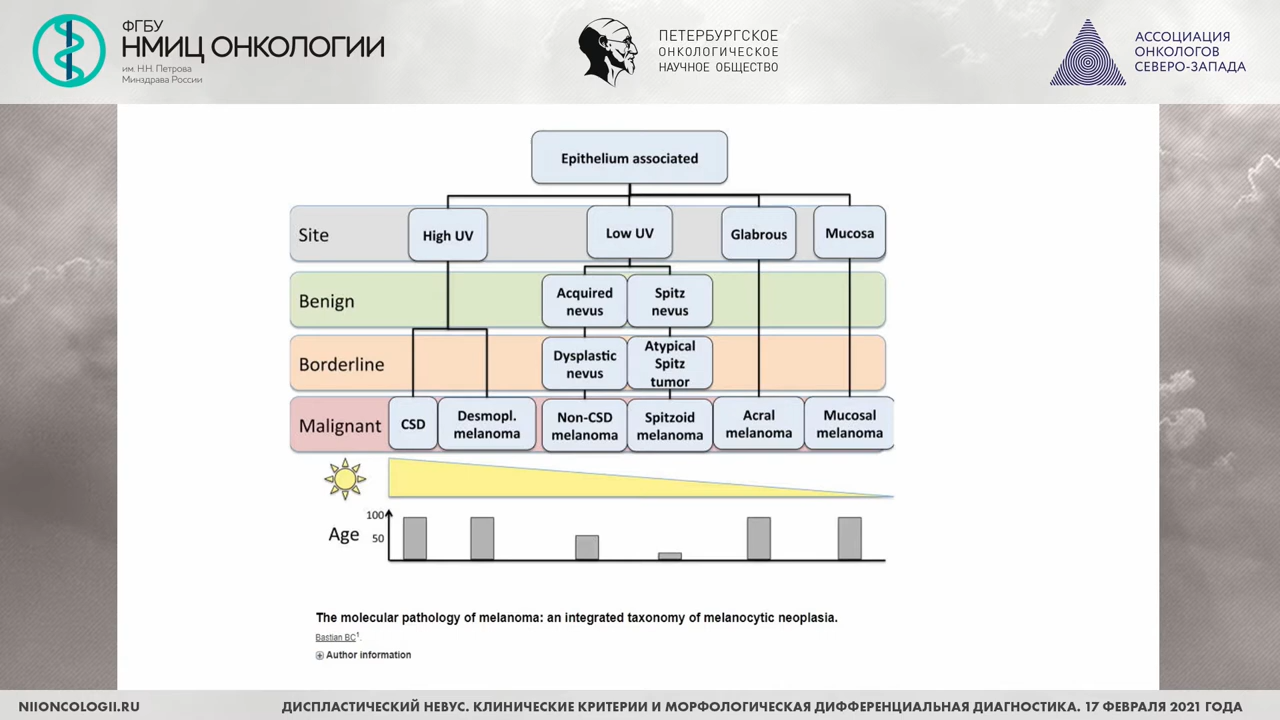 ФГБУ
НМИЦ ОНКОЛОГИИ
им. Н.Н. Петрова
Минздрава России
ПЕТЕРБУРГСКОЕ
ОНКОЛОГИЧЕСКОЕ
НАУЧНОЕ ОБЩЕСТВО
АССОЦИАЦИЯ
ОНКОЛОГОВ
СЕВЕРО-ЗАПАДА
Epithelium associated
Site
High UV
Low UV
Glabrous
Mucosa
Benign
Acquired
nevus
Spitz
nevus
Borderline
Dysplastic
nevus
Atypical
Spitz
tumor
Malignant
CSD
Desmopl.
melanoma
Non-CSD
melanoma
Spitzoid
melanoma
Acral
melanoma
Mucosal
melanoma
Age
100
50
The molecular pathology of melanoma: an integrated taxonomy of melanocytic neoplasia.
Bastian BC1.
Author information
NIIONCOLOGII.RU
ДИСПЛАСТИЧЕСКИЙ НЕВУС. КЛИНИЧЕСКИЕ КРИТЕРИИ И МОРФОЛОГИЧЕСКАЯ ДИФФЕРЕНЦИАЛЬНАЯ ДИАГНОСТИКА. 17 ФЕВРАЛЯ 2021 ГОДА